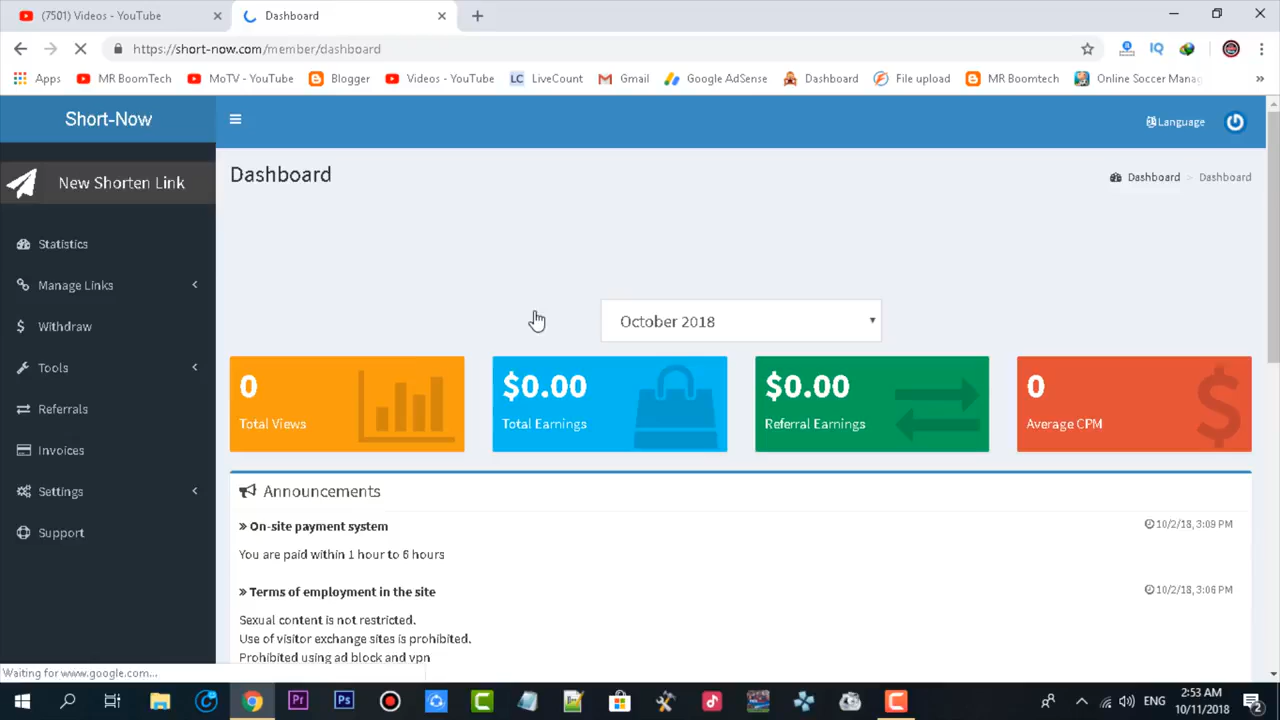 (7501) Videos - YouTube
Dashboard
https://short-now.com/member/dashboard
Apps
MR BoomTech
MoTV - YouTube
Blogger
Videos - YouTube
LC LiveCount
Gmail
Google AdSense
Dashboard
File upload
MR Boomtech
Online Soccer Mana
»
Short-Now
Language
New Shorten Link
Dashboard
Dashboard > Dashboard
Statistics
Manage Links
Withdraw
Tools
Referrals
Invoices
Settings
Support
October 2018
0
Total Views
$0.00
Total Earnings
$0.00
Referral Earnings
0
Average CPM
Announcements
» On-site payment system
10/2/18, 3:09 PM
You are paid within 1 hour to 6 hours
» Terms of employment in the site
10/2/18, 3:06 PM
Sexual content is not restricted.
Use of visitor exchange sites is prohibited.
Prohibited using ad block and vpn
Waiting for www.google.com...
ENG
2:53 AM
10/11/2018